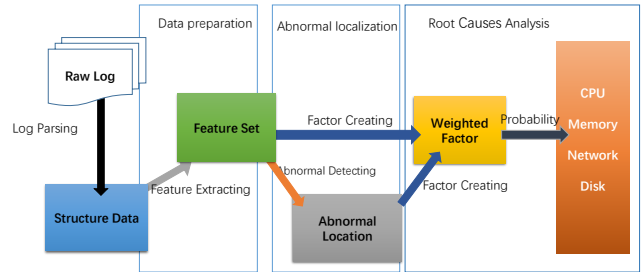 Data preparation
Abnormal localization
Root Causes Analysis
Raw Log
Log Parsing
Feature Set
Factor Creating
Weighted
Factor
Probability
CPU
Memory
Network
Disk
Abnormal Detecting
Feature Extracting
Factor Creating
Structure Data
Abnormal
Location